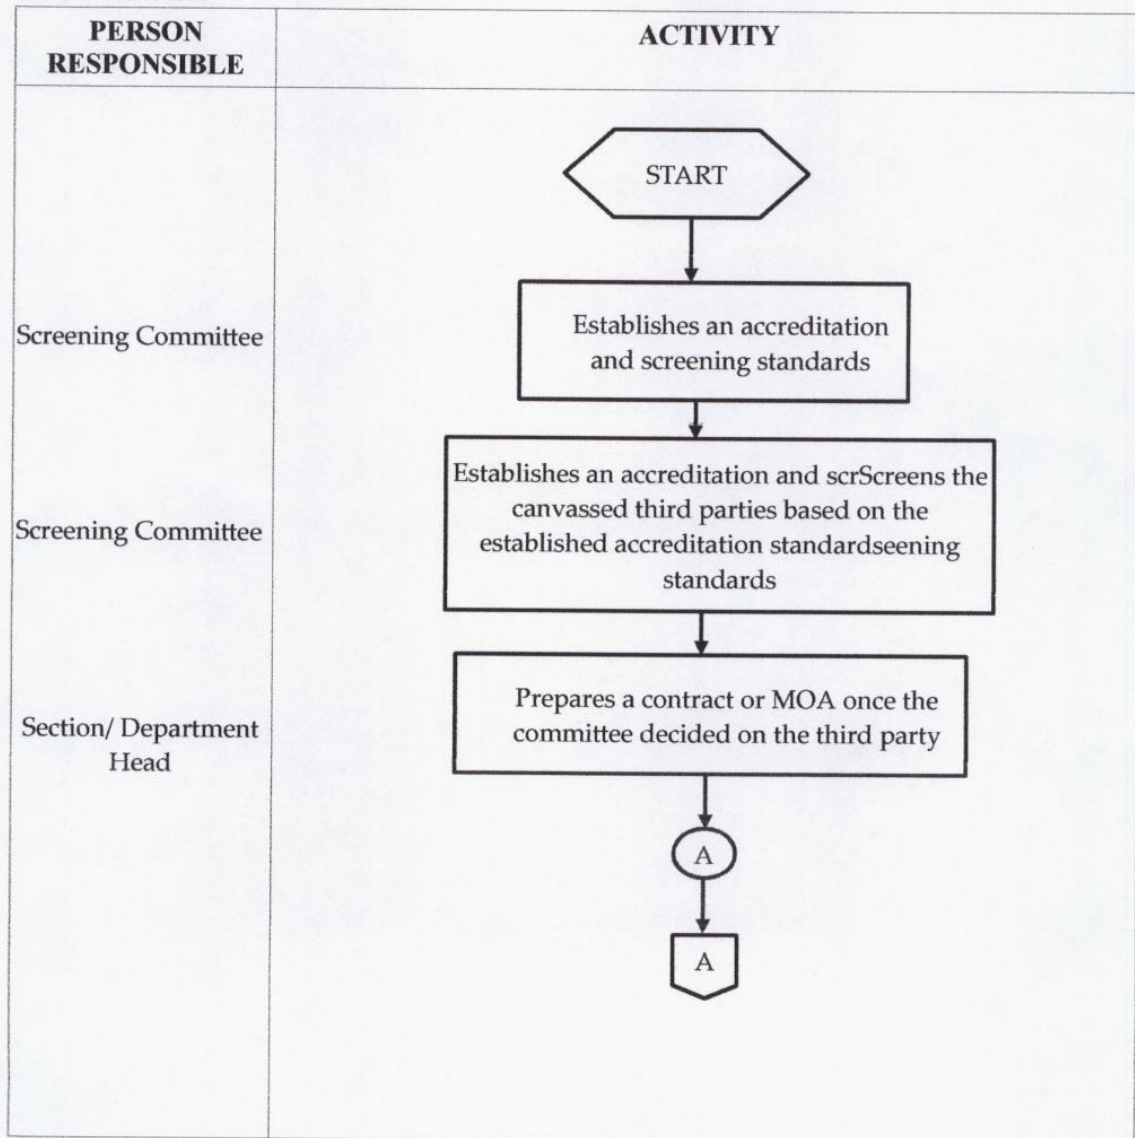 PERSON
RESPONSIBLE
ACTIVITY
START
Screening Committee
Establishes an accreditation
and screening standards
Screening Committee
Establishes an accreditation and scrScreens the
canvassed third parties based on the
established accreditation standardseening
standards
Section/ Department
Head
Prepares a contract or MOA once the
committee decided on the third party
A
A